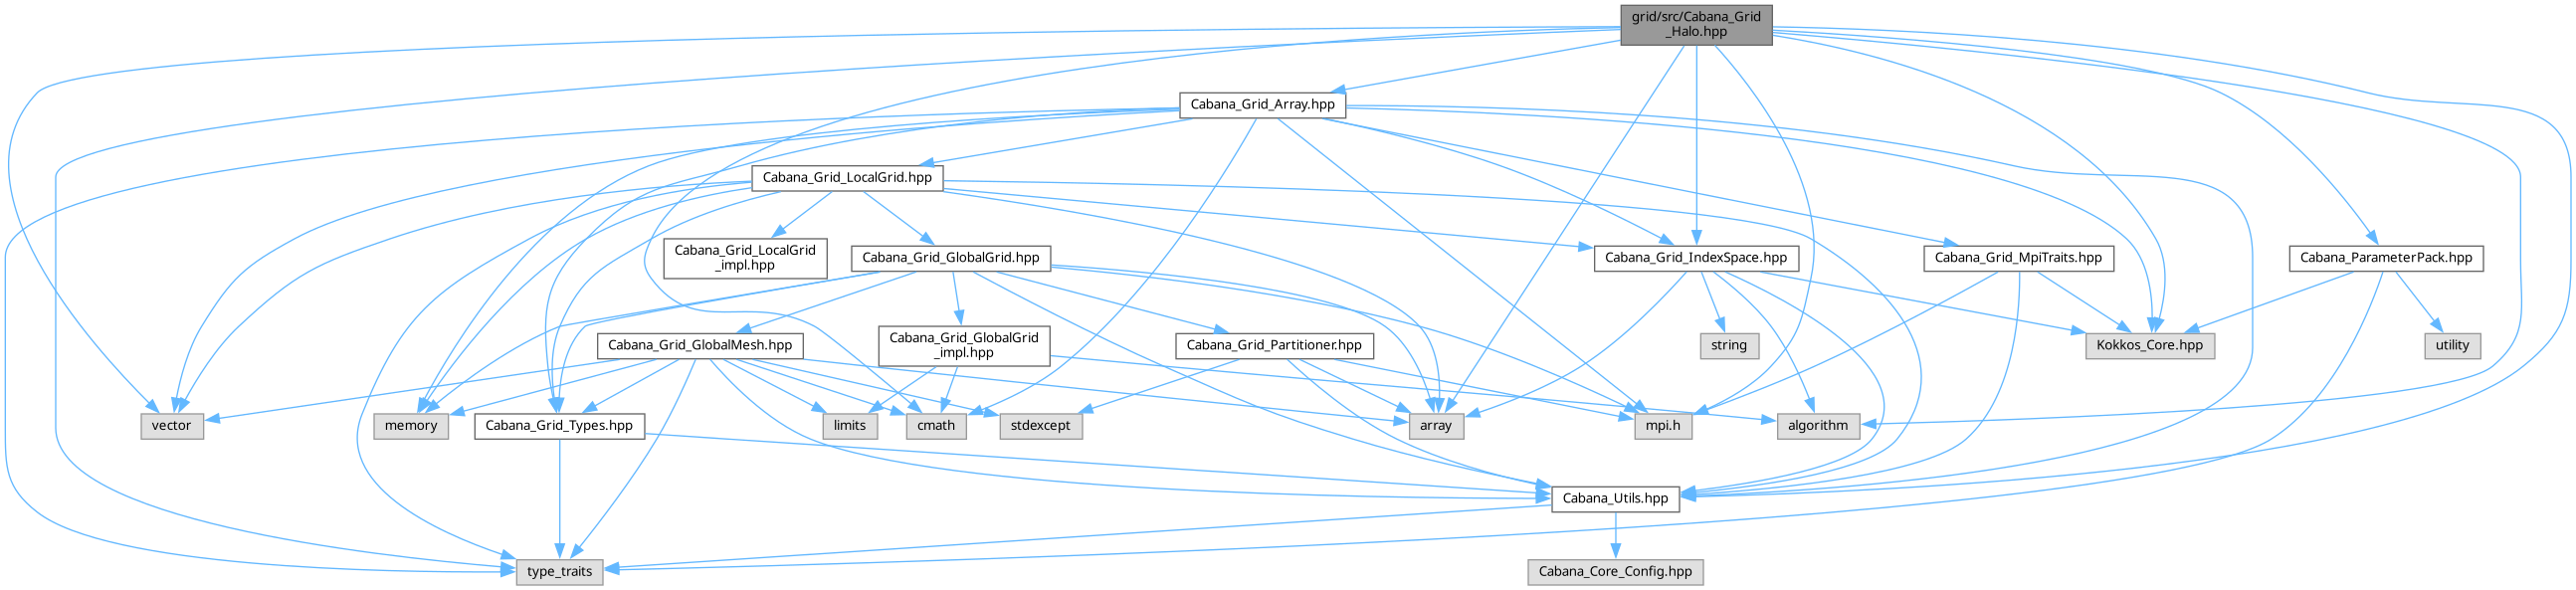 grid/src/Cabana_Grid
_Halo.hpp
Cabana_Grid_Array.hpp
Cabana_Grid_LocalGrid.hpp
Cabana_Grid_LocalGrid
_impl.hpp
Cabana_Grid_GlobalGrid.hpp
Cabana_Grid_IndexSpace.hpp
Cabana_Grid_MpiTraits.hpp
Cabana_ParameterPack.hpp
Cabana_Grid_GlobalMesh.hpp
Cabana_Grid_GlobalGrid
_impl.hpp
Cabana_Grid_Partitioner.hpp
string
Kokkos_Core.hpp
utility
vector
memory
Cabana_Grid_Types.hpp
limits
cmath
stdexcept
array
mpi.h
algorithm
Cabana_Utils.hpp
type_traits
Cabana_Core_Config.hpp